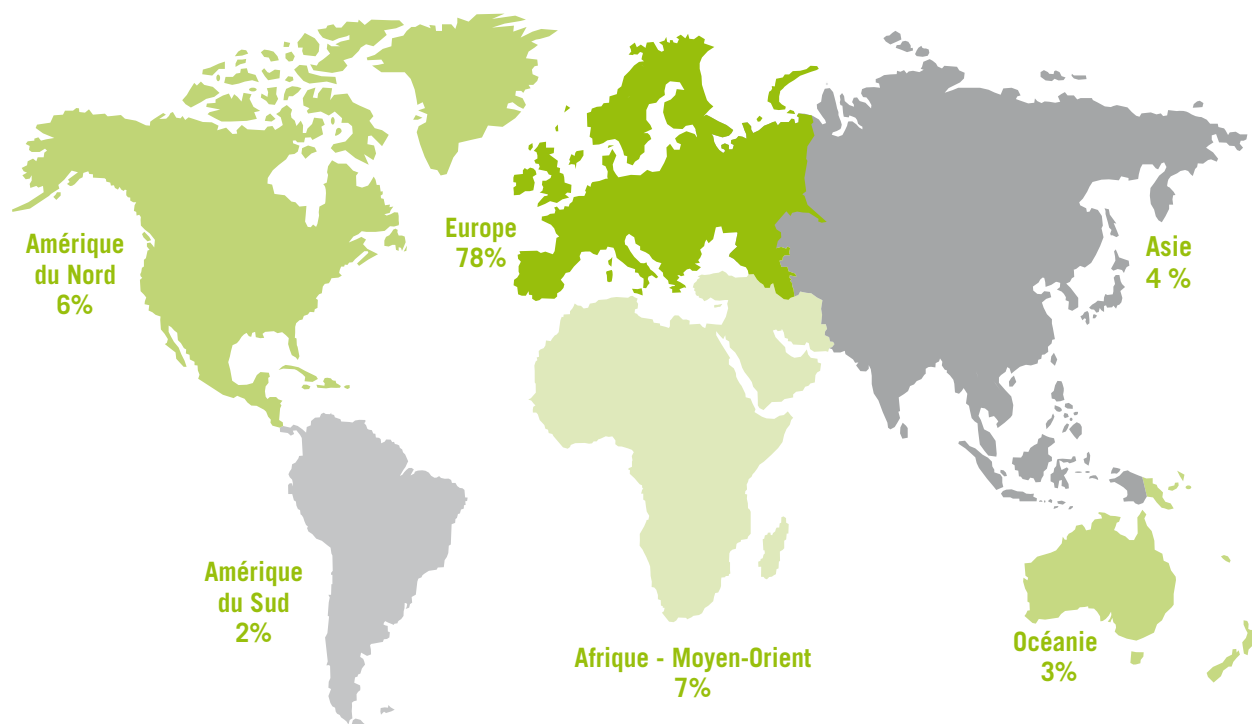 Amérique
du Nord
6%
Europe
78%
Asie
4 %
Amérique
du Sud
2%
Afrique - Moyen-Orient
7%
Océanie
3%